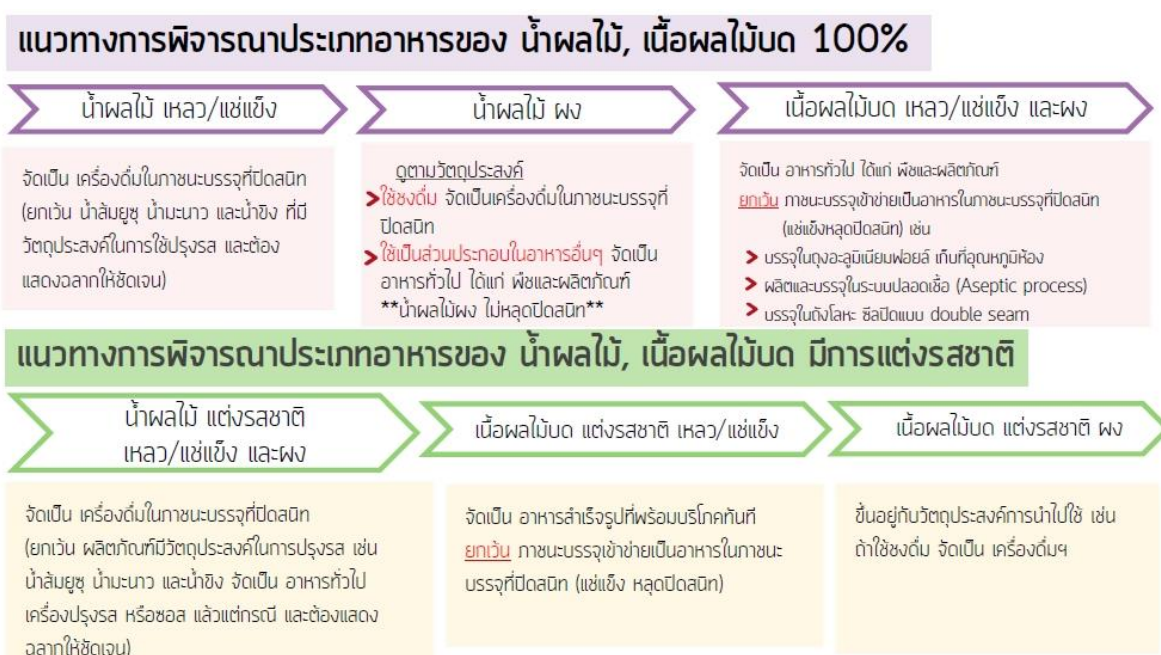 แนวทางการพิจารณาประเภทอาหารของ น้ำผลไม้, เนื้อผลไม้บด 100%
น้ำผลไม้ เหลว/แช่แข็ง
จัดเป็น เครื่องดื่มในภาชนะบรรจุที่ปิดสนิท
(ยกเว้น น้ำส้มยูซุ น้ำมะนาว และน้ำขิง ที่มี
วัตถุประสงค์ในการใช้ปรุงรส และต้อง
แสดงฉลากให้ชัดเจน)
น้ำผลไม้ ผง
ดูตามวัตถุประสงค์
ใช้ชงดื่ม จัดเป็นเครื่องดื่มในภาชนะบรรจุที่
ปิดสนิท
ใช้เป็นส่วนประกอบในอาหารอื่นๆ จัดเป็น
อาหารทั่วไป ได้แก่ พืชและผลิตภัณฑ์
**น้ำผลไม้ผง ไม่หลุดปิดสนิท**
เนื้อผลไม้บด เหลว/แช่แข็ง และผง
จัดเป็น อาหารทั่วไป ได้แก่ พืชและผลิตภัณฑ์
ยกเว้น ภาชนะบรรจุเข้าข่ายเป็นอาหารในภาชนะบรรจุที่ปิดสนิท
(แช่แข็งหลุดปิดสนิท) เช่น
บรรจุในถุงอะลูมิเนียมฟอยล์ เก็บที่อุณหภูมิห้อง
ผลิตและบรรจุในระบบปลอดเชื้อ (Aseptic process)
บรรจุในถังโลหะ ซีลปิดแบบ double seam
แนวทางการพิจารณาประเภทอาหารของ น้ำผลไม้, เนื้อผลไม้บด มีการแต่งรสชาติ
น้ำผลไม้ แต่งรสชาติ
เหลว/แช่แข็ง และผง
จัดเป็น เครื่องดื่มในภาชนะบรรจุที่ปิดสนิท
(ยกเว้น ผลิตภัณฑ์มีวัตถุประสงค์ในการปรุงรส เช่น
น้ำส้มยูซุ น้ำมะนาว และน้ำขิง จัดเป็น อาหารทั่วไป
เครื่องปรุงรส หรือซอส แล้วแต่กรณี และต้องแสดง
ฉลากให้ชัดเจน)
เนื้อผลไม้บด แต่งรสชาติ เหลว/แช่แข็ง
จัดเป็น อาหารสำเร็จรูปที่พร้อมบริโภคทันที
ยกเว้น ภาชนะบรรจุเข้าข่ายเป็นอาหารในภาชนะ
บรรจุที่ปิดสนิท (แช่แข็ง หลุดปิดสนิท)
เนื้อผลไม้บด แต่งรสชาติ ผง
ขึ้นอยู่กับวัตถุประสงค์การนำไปใช้ เช่น
ถ้าใช้ชงดื่ม จัดเป็น เครื่องดื่มฯ